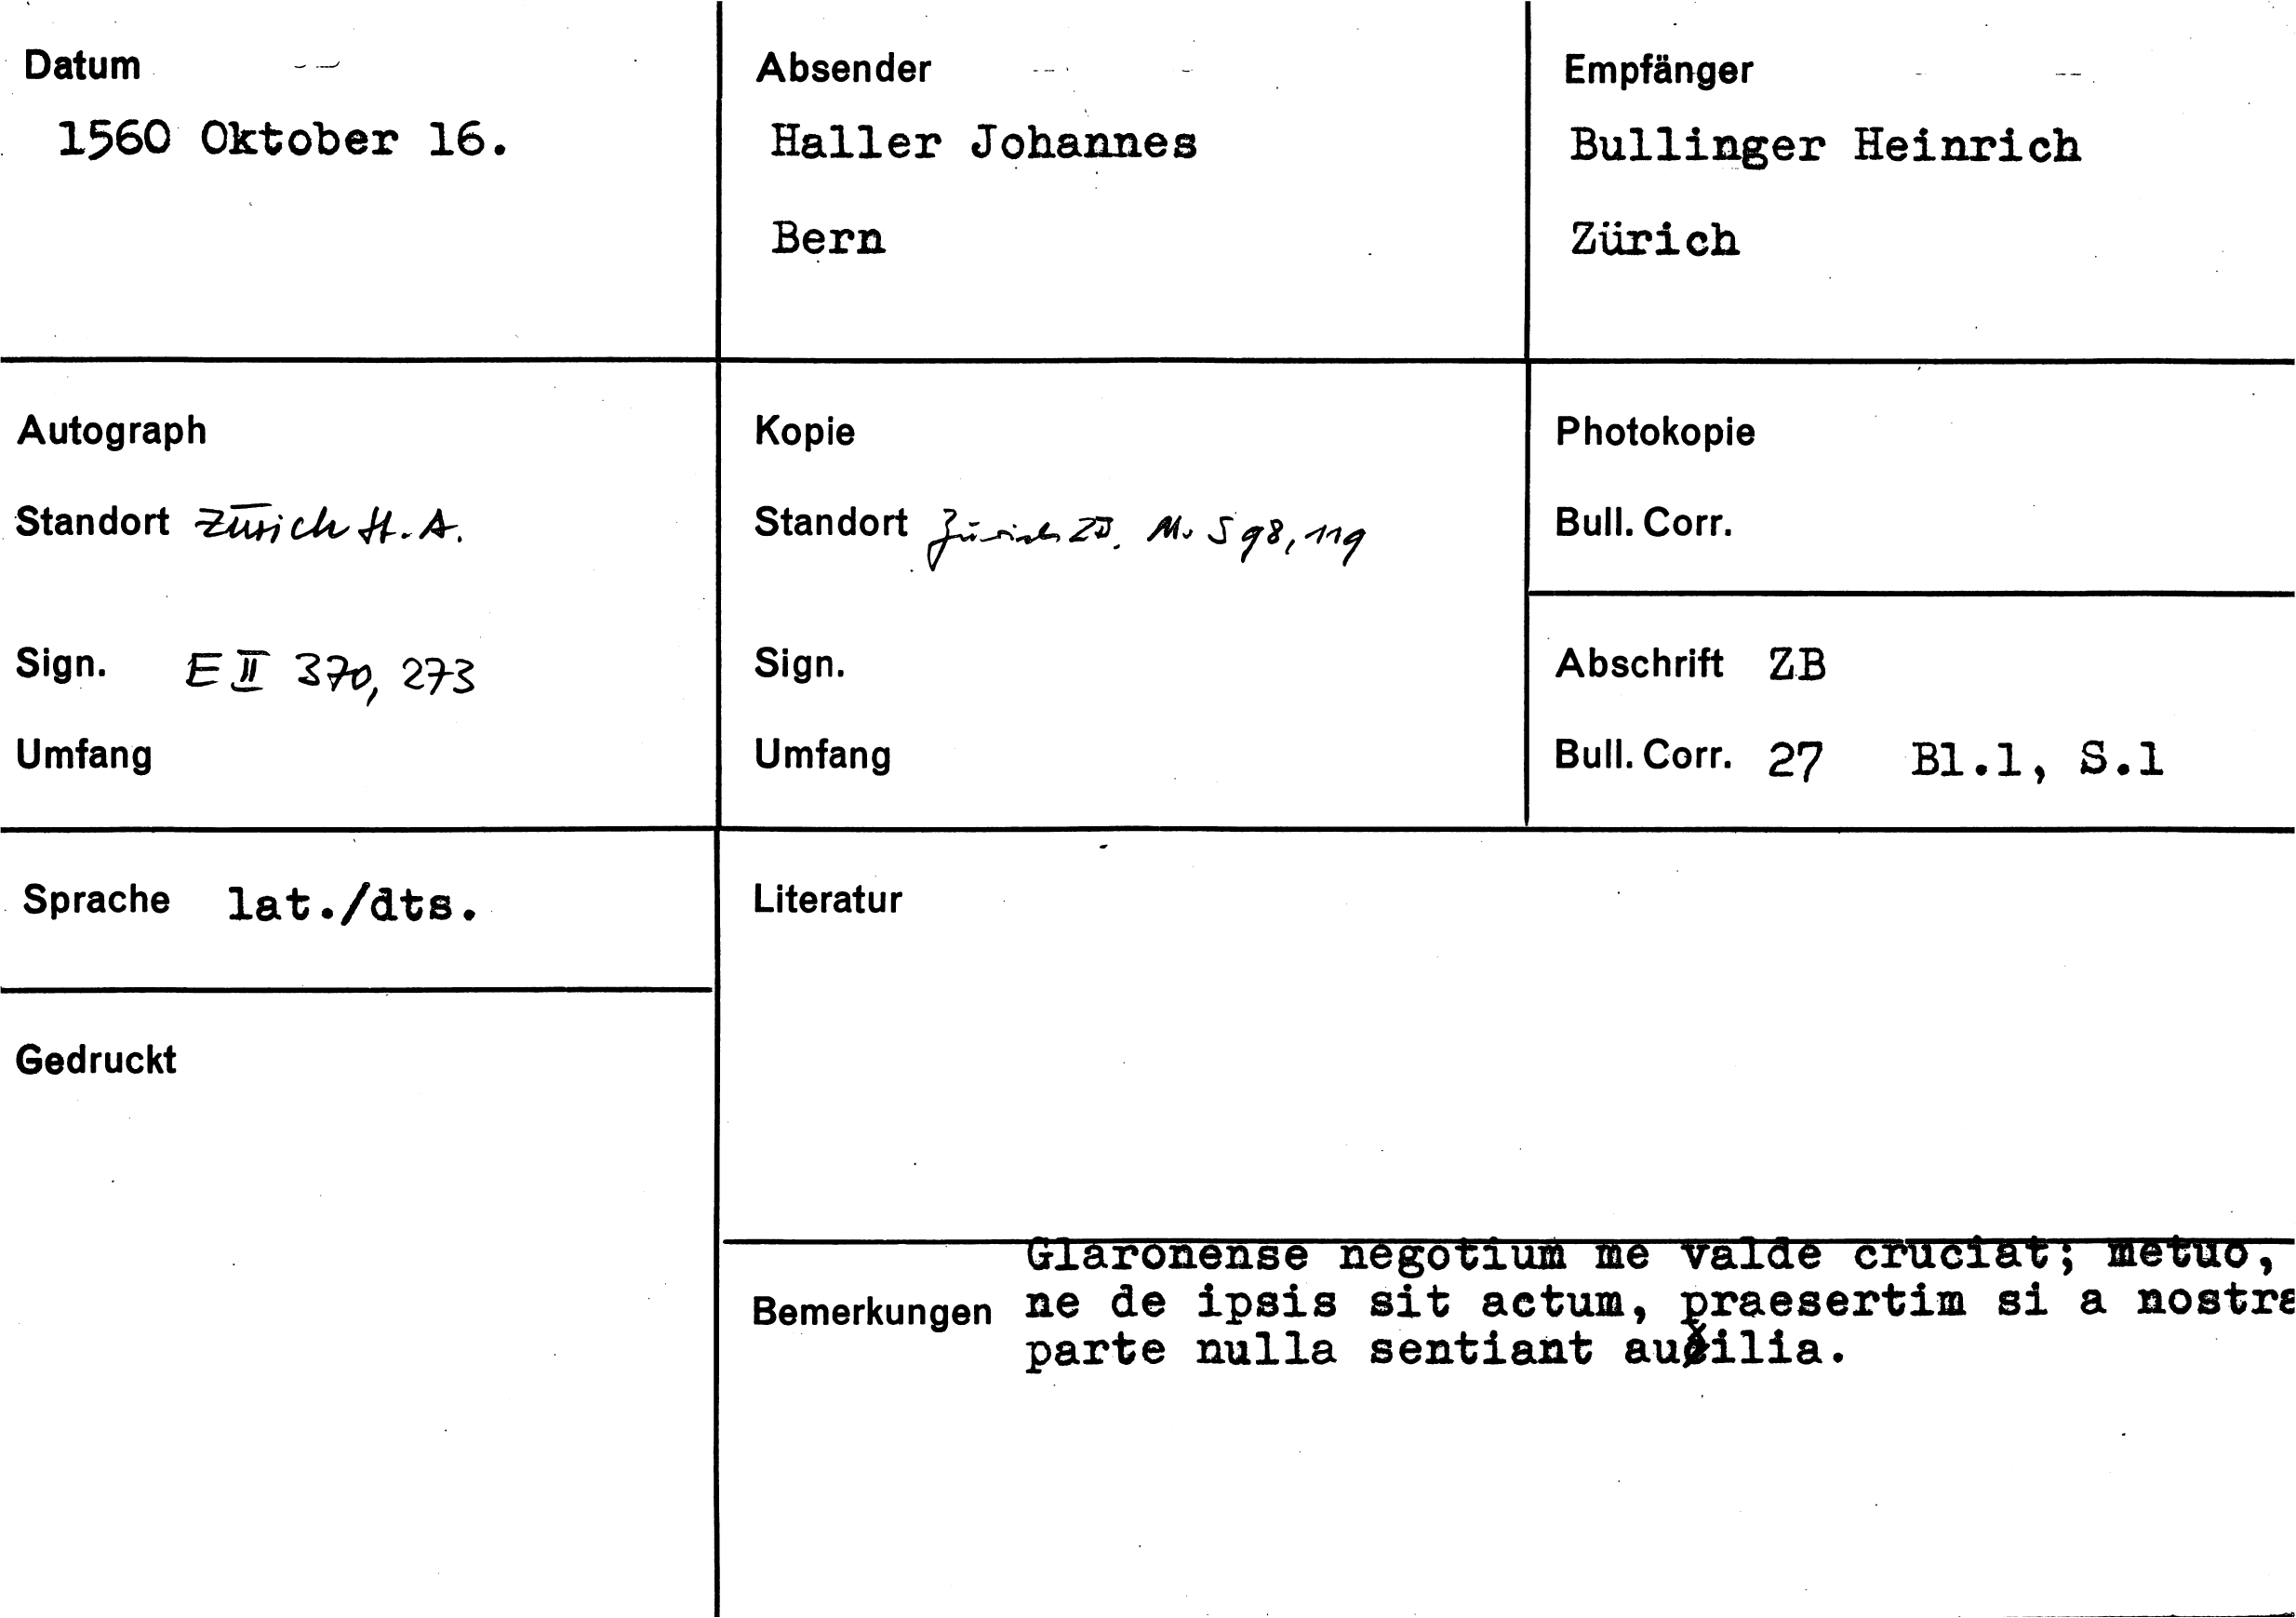 Datum
1560 Oktober 16.
Absender
Haller Johannes
Bern
Empfänger
Bullinger Heinrich
Zürich
Autograph
Standort Zürich St. A.
Sign. E II 370, 273
Umfang
Kopie
Standort Zürich ZB. Ms S 98, 119
Sign.
Umfang
Photokopie
Bull. Corr.
Abschrift ZB
Bull. Corr. 27 Bl.1, S.1
Sprache lat./dts.
Gedruckt
Literatur
Bemerkungen
Glaronense negotium me valde cruciat; metuo,
ne de ipsis sit actum, praesertim si a nostra
parte nulla sentiant auxilia.